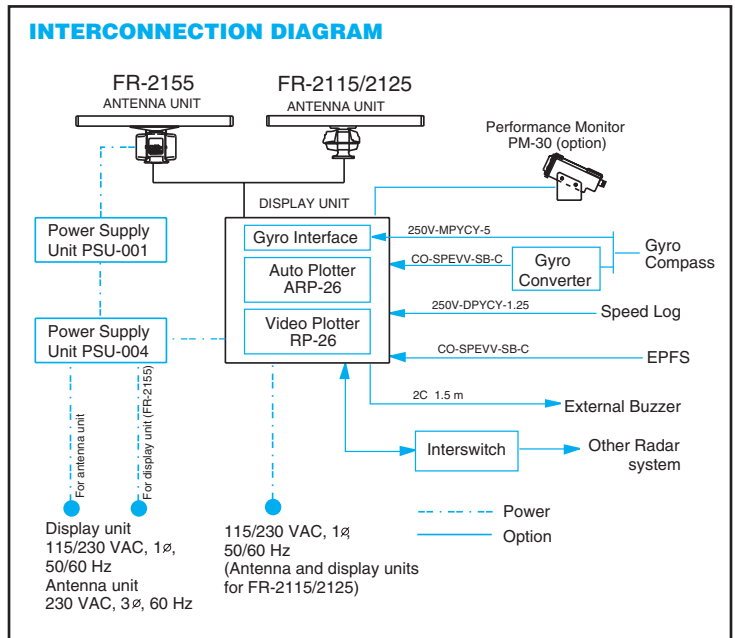 INTERCONNECTION DIAGRAM
FR-2155
ANTENNA UNIT
FR-2115/2125
ANTENNA UNIT
Performance Monitor
PM-30 (option)
DISPLAY UNIT
Power Supply
Unit PSU-001
Gyro Interface
250V-MPYCY-5
Gyro
Compass
CO-SPEVV-SB-C
Gyro
Converter
Auto Plotter
ARP-26
250V-DPYCY-1.25
Speed Log
Video Plotter
RP-26
Power Supply
Unit PSU-004
CO-SPEVV-SB-C
EPFS
2C 1.5 m
External Buzzer
Interswitch
Other Radar
system
For antenna unit
For display unit (FR-2155)
Power
Option
Display unit
115/230 VAC, 1ø,
50/60 Hz
Antenna unit
230 VAC, 3ø, 60 Hz
115/230 VAC, 1ø,
50/60 Hz
(Antenna and display units
for FR-2115/2125)